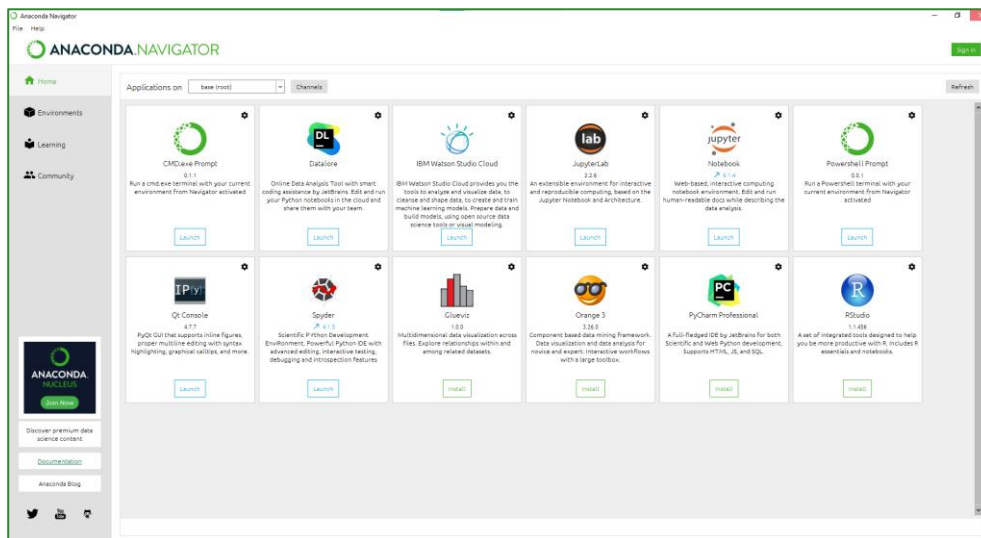 Anaconda Navigator
File Help
ANACONDA.NAVIGATOR
Sign in
Home
Environments
Learning
Community
Applications on base (root) Channels
Refresh
CMD.exe Prompt
0.1.1
Run a cmd.exe terminal with your current
environment from Navigator activated
Launch
DL
Datalore
Online Data Analysis Tool with smart
coding assistance by JetBrains. Edit and run
your Python notebooks in the cloud and
share them with your team.
Launch
IBM Watson Studio Cloud
IBM Watson Studio Cloud provides you the
tools to analyze and visualize data, to
cleanse and shape data, to create and train
machine learning models. Prepare data and
build models, using open source data
science tools or visual modeling.
Launch
lab
JupyterLab
2.2.6
An extensible environment for interactive
and reproducible computing, based on the
Jupyter Notebook and Architecture.
Launch
jupyter
Notebook
6.1.4
Web-based, interactive computing
notebook environment. Edit and run
human-readable docs while describing the
data analysis.
Launch
Powershell Prompt
0.0.1
Run a Powershell terminal with your
current environment from Navigator
activated
Launch
IP[y]:
Qt Console
4.7.7
PyQt GUI that supports inline figures,
proper multiline editing with syntax
highlighting, graphical calltips, and more.
Launch
Spyder
4.1.5
Scientific PYthon Development
EnviRonment. Powerful Python IDE with
advanced editing, interactive testing,
debugging and introspection features
Launch
Glueviz
1.0.0
Multidimensional data visualization across
files. Explore relationships within and
among related datasets.
Install
Orange 3
3.26.0
Component based data mining framework.
Data visualization and data analysis for
novice and expert. Interactive workflows
with a large toolbox.
Install
PC
PyCharm Professional
A full-fledged IDE by JetBrains for both
Scientific and Web Python development.
Supports HTML, JS, and SQL.
Install
R
RStudio
1.1.456
A set of integrated tools designed to help
you be more productive with R. Includes R
essentials and notebooks.
Install
ANACONDA.
NUCLEUS.
Join Now
Discover premium data
science content
Documentation
Anaconda Blog